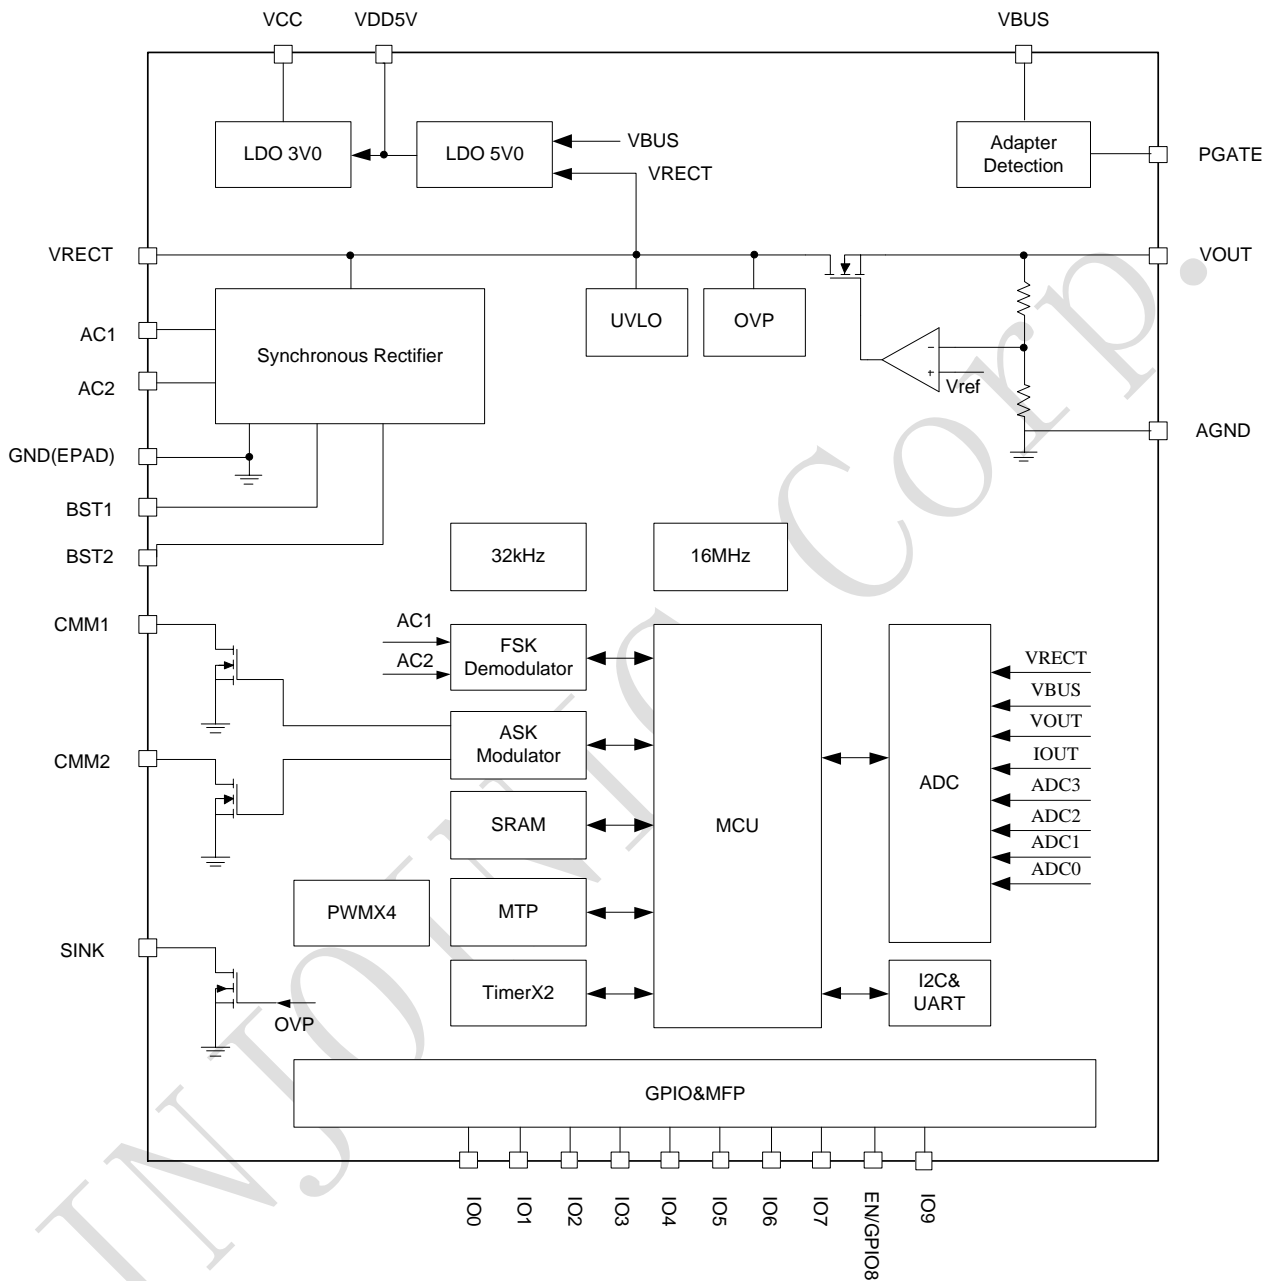 VCC
VDD5V
VBUS
LDO 3V0
LDO 5V0
VBUS
VRECT
Adapter
Detection
PGATE
VRECT
VOUT
UVLO
OVP
AC1
AC2
Synchronous Rectifier
-
+
Vref
GND(EPAD)
AGND
BST1
BST2
32kHz
16MHz
CMM1
AC1
AC2
FSK
Demodulator
ASK
Modulator
CMM2
SRAM
MCU
ADC
VRECT
VBUS
VOUT
IOUT
ADC3
ADC2
ADC1
ADC0
PWMX4
MTP
SINK
OVP
TimerX2
I2C&
UART
GPIO&MFP
IO0
IO1
IO2
IO3
IO4
IO5
IO6
IO7
EN/GPIO8
IO9
INJOINIC Corp.